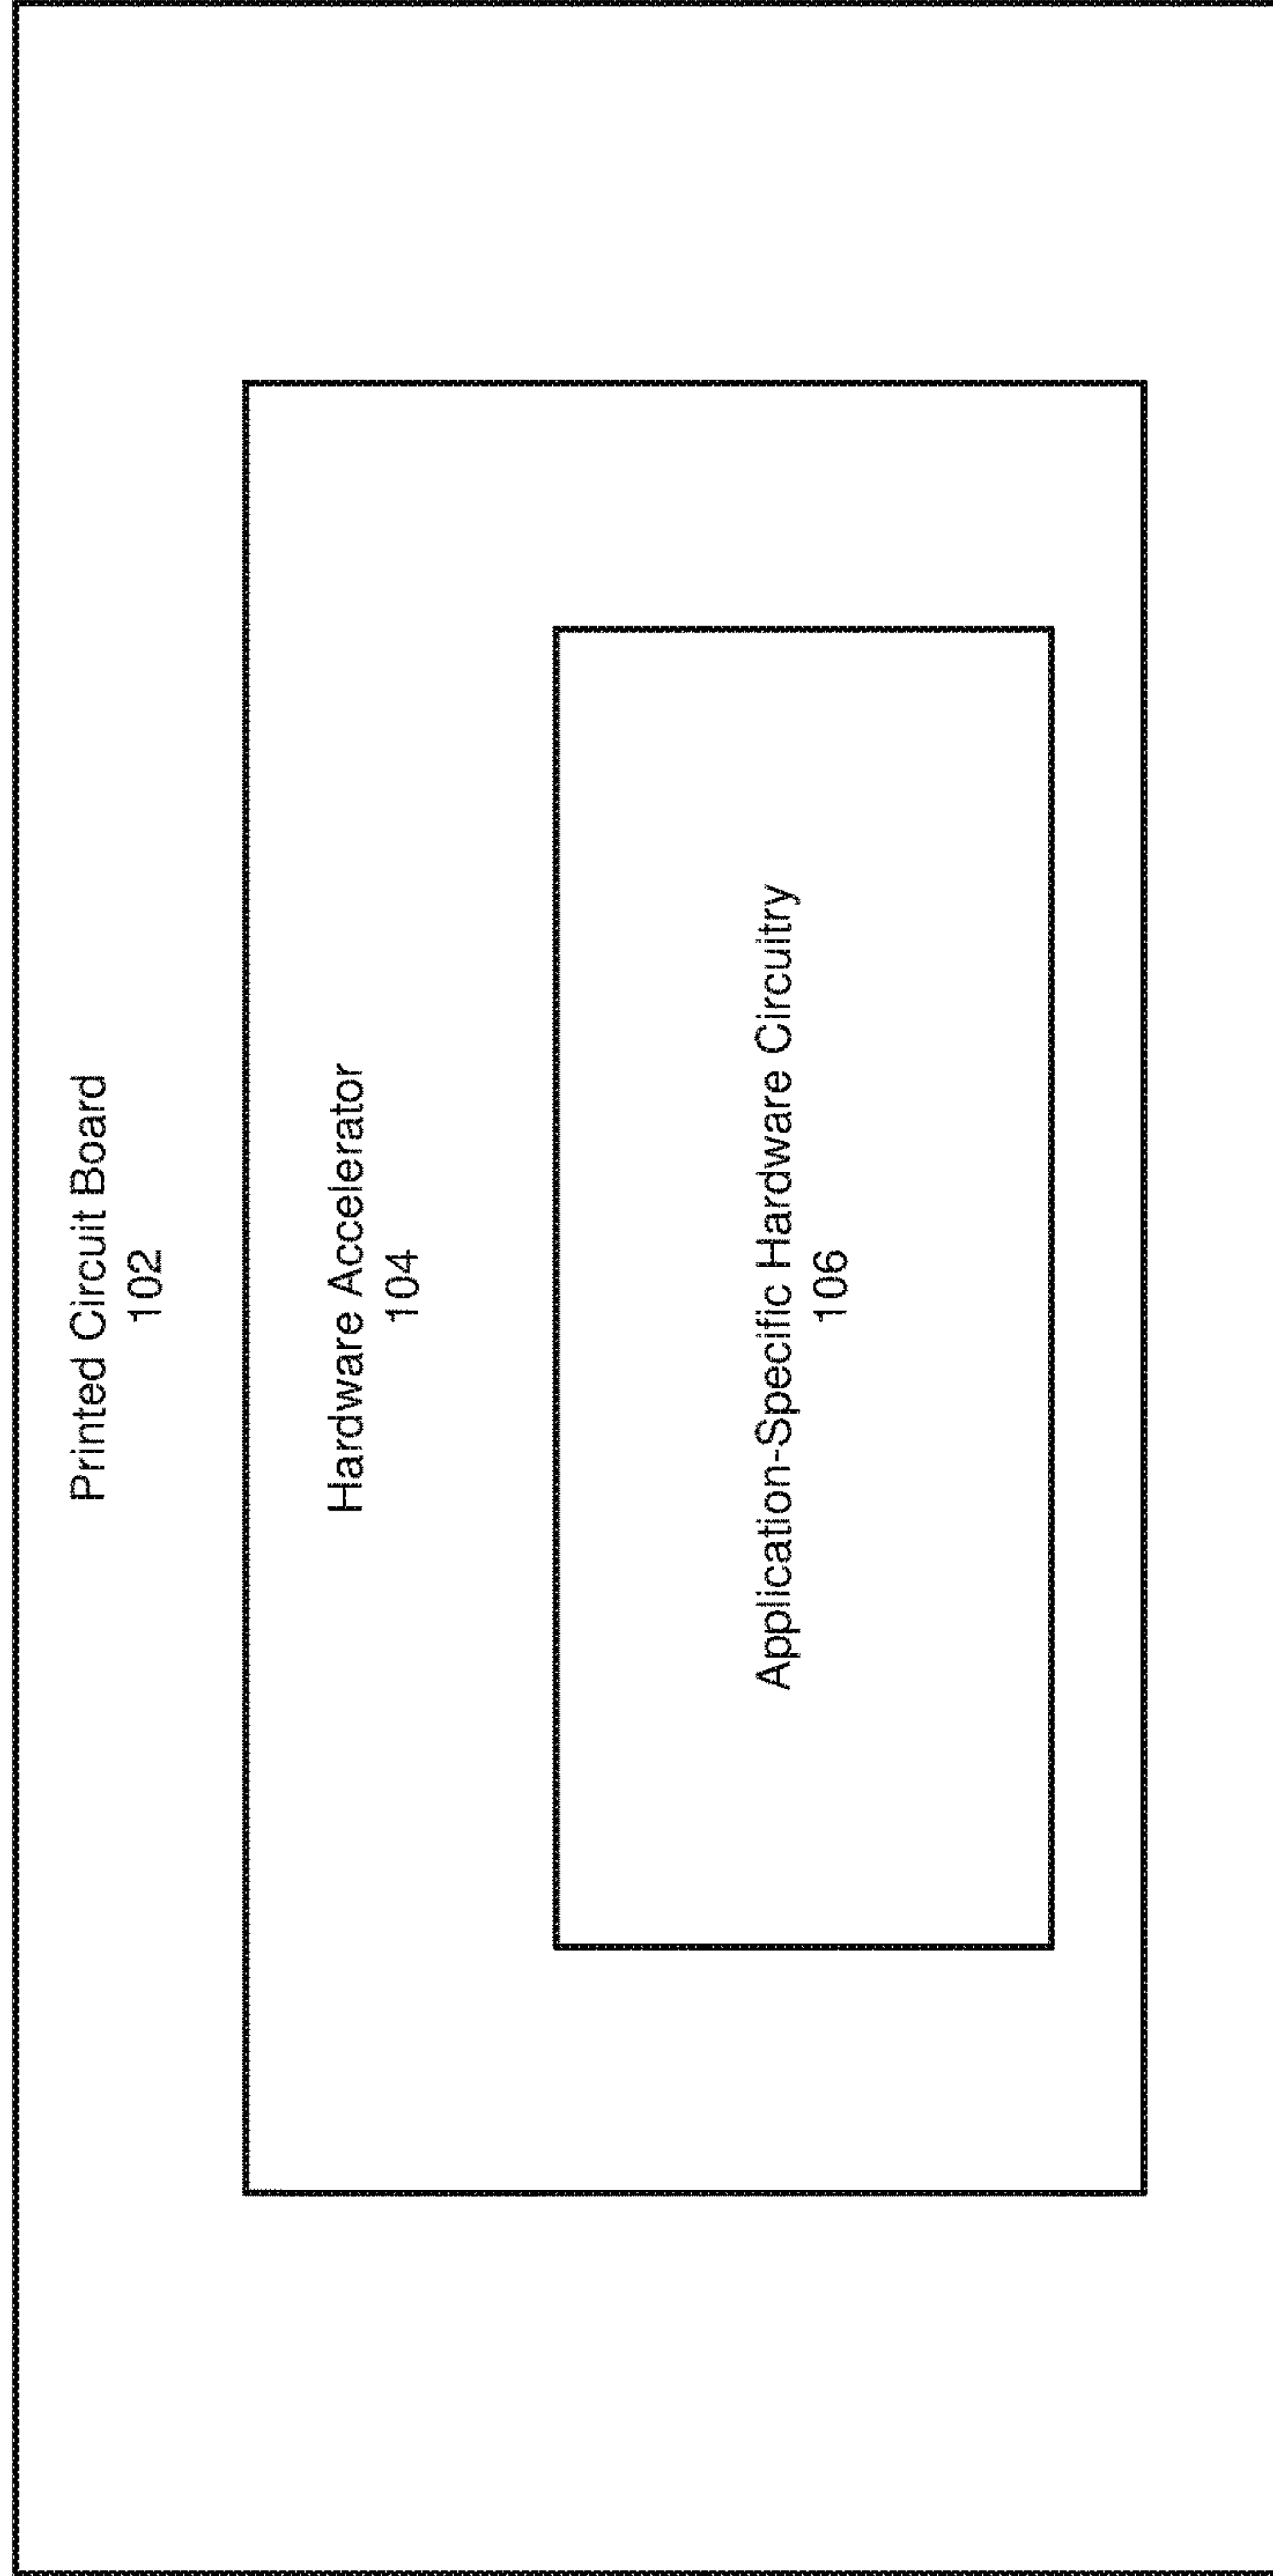 Printed Circuit Board
102
Hardware Accelerator
104
Application-Specific Hardware Circuitry
106